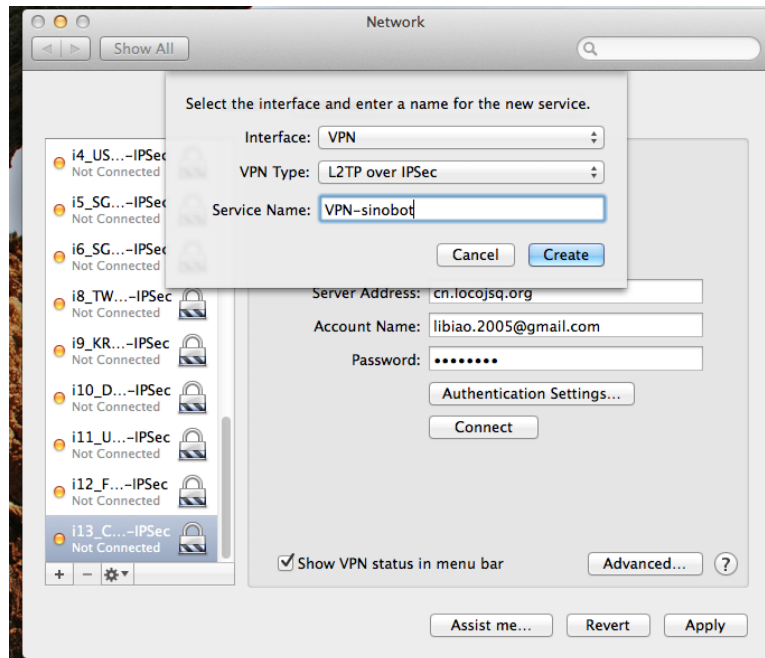 Network
Show All
Select the interface and enter a name for the new service.
Interface: VPN
VPN Type: L2TP over IPSec
Service Name: VPN-sinobot
Cancel Create
i4_US...-IPSec
Not Connected
i5_SG...-IPSec
Not Connected
i6_SG...-IPSec
Not Connected
i8_TW...-IPSec
Not Connected
i9_KR...-IPSec
Not Connected
i10_D...-IPSec
Not Connected
i11_U...-IPSec
Not Connected
i12_F...-IPSec
Not Connected
i13_C...-IPSec
Not Connected
Server Address: cn.locojsq.org
Account Name: libiao.2005@gmail.com
Password: ••••••••
Authentication Settings...
Connect
Show VPN status in menu bar
Advanced... ?
Assist me... Revert Apply